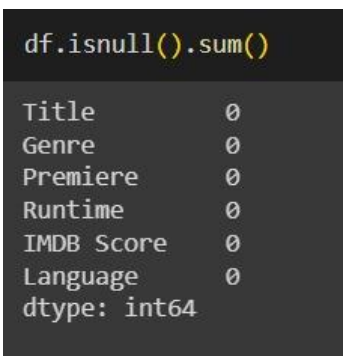 df.isnull().sum()
Title 0
Genre 0
Premiere 0
Runtime 0
IMDB Score 0
Language 0
dtype: int64